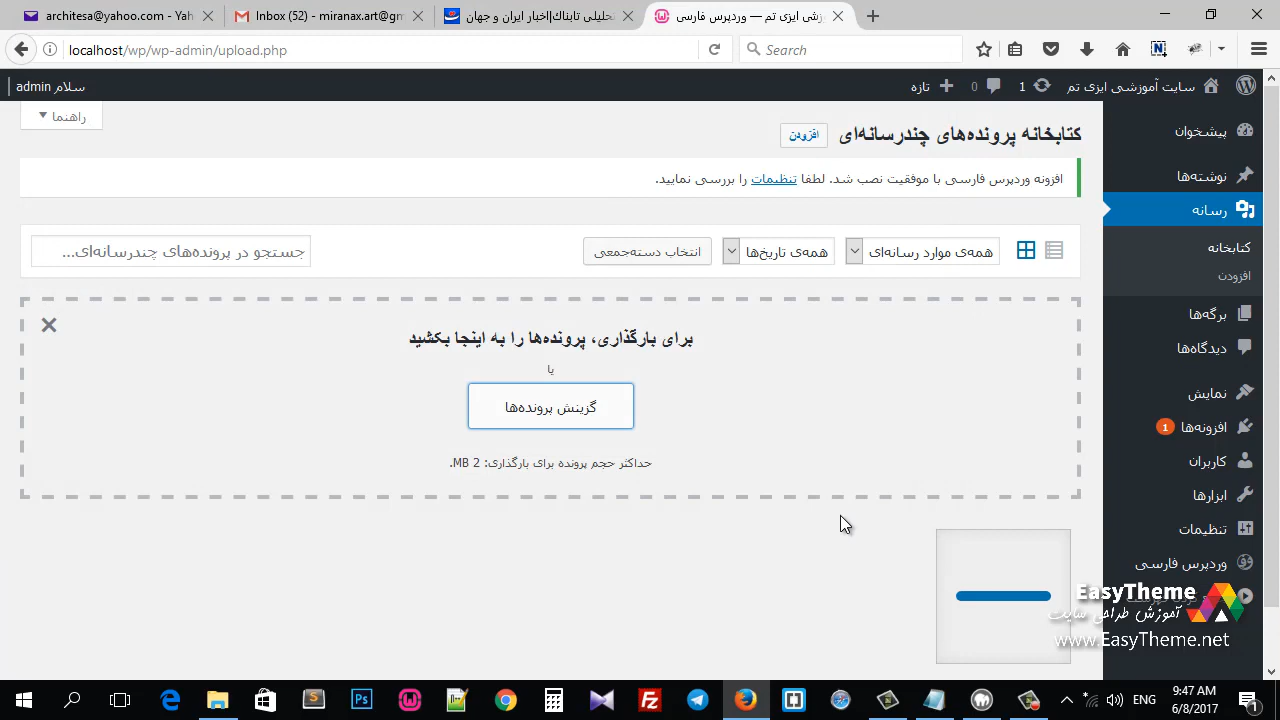 architesa@yahoo.com - Ya
Inbox (52) - miranax.art@gm
تحلیلی تابناك|اخبار ایران و جهان
زشی ایزی تم — وردپرس فارسی
localhost/wp/wp-admin/upload.php
Search
سایت آموزشی ایزی تم
1
0
تازه
سلام admin
راهنما
کتابخانه پرونده‌های چندرسانه‌ای
افزودن
افزونه وردپرس فارسی با موفقیت نصب شد. لطفا تنظیمات را بررسی نمایید.
همه‌ی موارد رسانه‌ای
همه‌ی تاریخ‌ها
انتخاب دسته‌جمعی
جستجو در پرونده‌های چندرسانه‌ای...
برای بارگذاری، پرونده‌ها را به اینجا بکشید
یا
گزینش پرونده‌ها
حداکثر حجم پرونده برای بارگذاری: 2 MB.
پیشخوان
نوشته‌ها
رسانه
کتابخانه
افزودن
برگه‌ها
دیدگاه‌ها
نمایش
افزونه‌ها 1
کاربران
ابزارها
تنظیمات
وردپرس فارسی
EasyTheme
آموزش طراحی سایت
www.EasyTheme.net
ENG
9:37 AM
6/8/2017
1